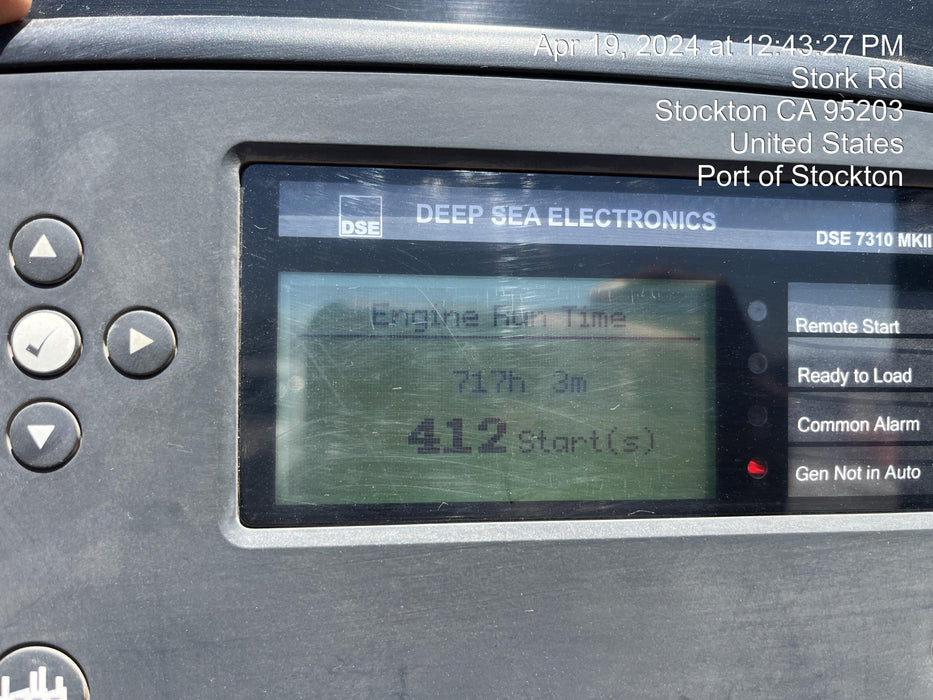 Apr 19, 2024 at 12:43:27 PM
Stork Rd
Stockton CA 95203
United States
Port of Stockton
DSE
DEEP SEA ELECTRONICS
DSE 7310 MKII
Engine Run Time
717h 3m
412 Start(s)
Remote Start
Ready to Load
Common Alarm
Gen Not in Auto